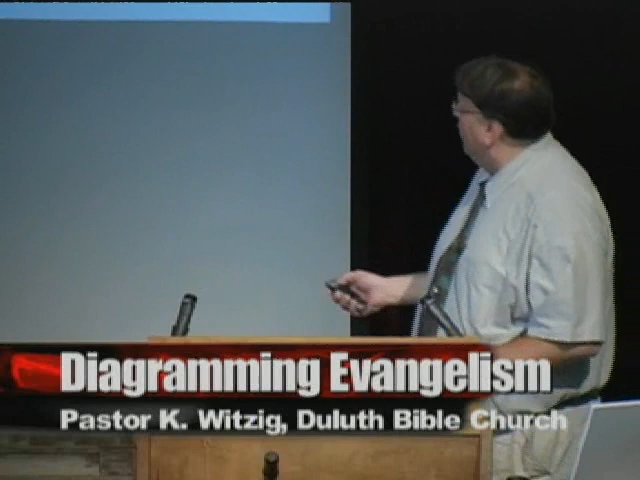 Diagramming Evangelism
Pastor K. Witzig, Duluth Bible Church